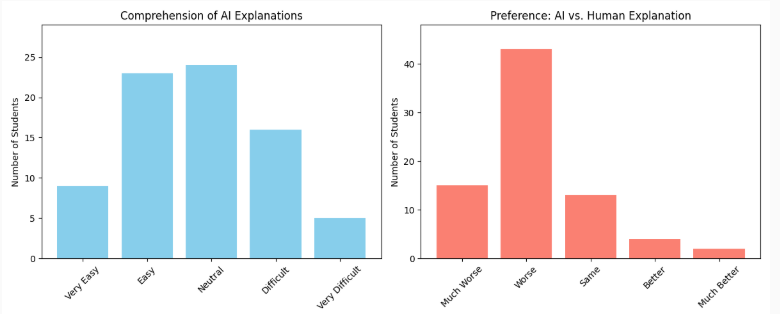 Comprehension of AI Explanations
Number of Students
25
20
15
10
5
0
Very Easy
Easy
Neutral
Difficult
Very Difficult
Preference: AI vs. Human Explanation
Number of Students
40
30
20
10
0
Much Worse
Worse
Same
Better
Much Better